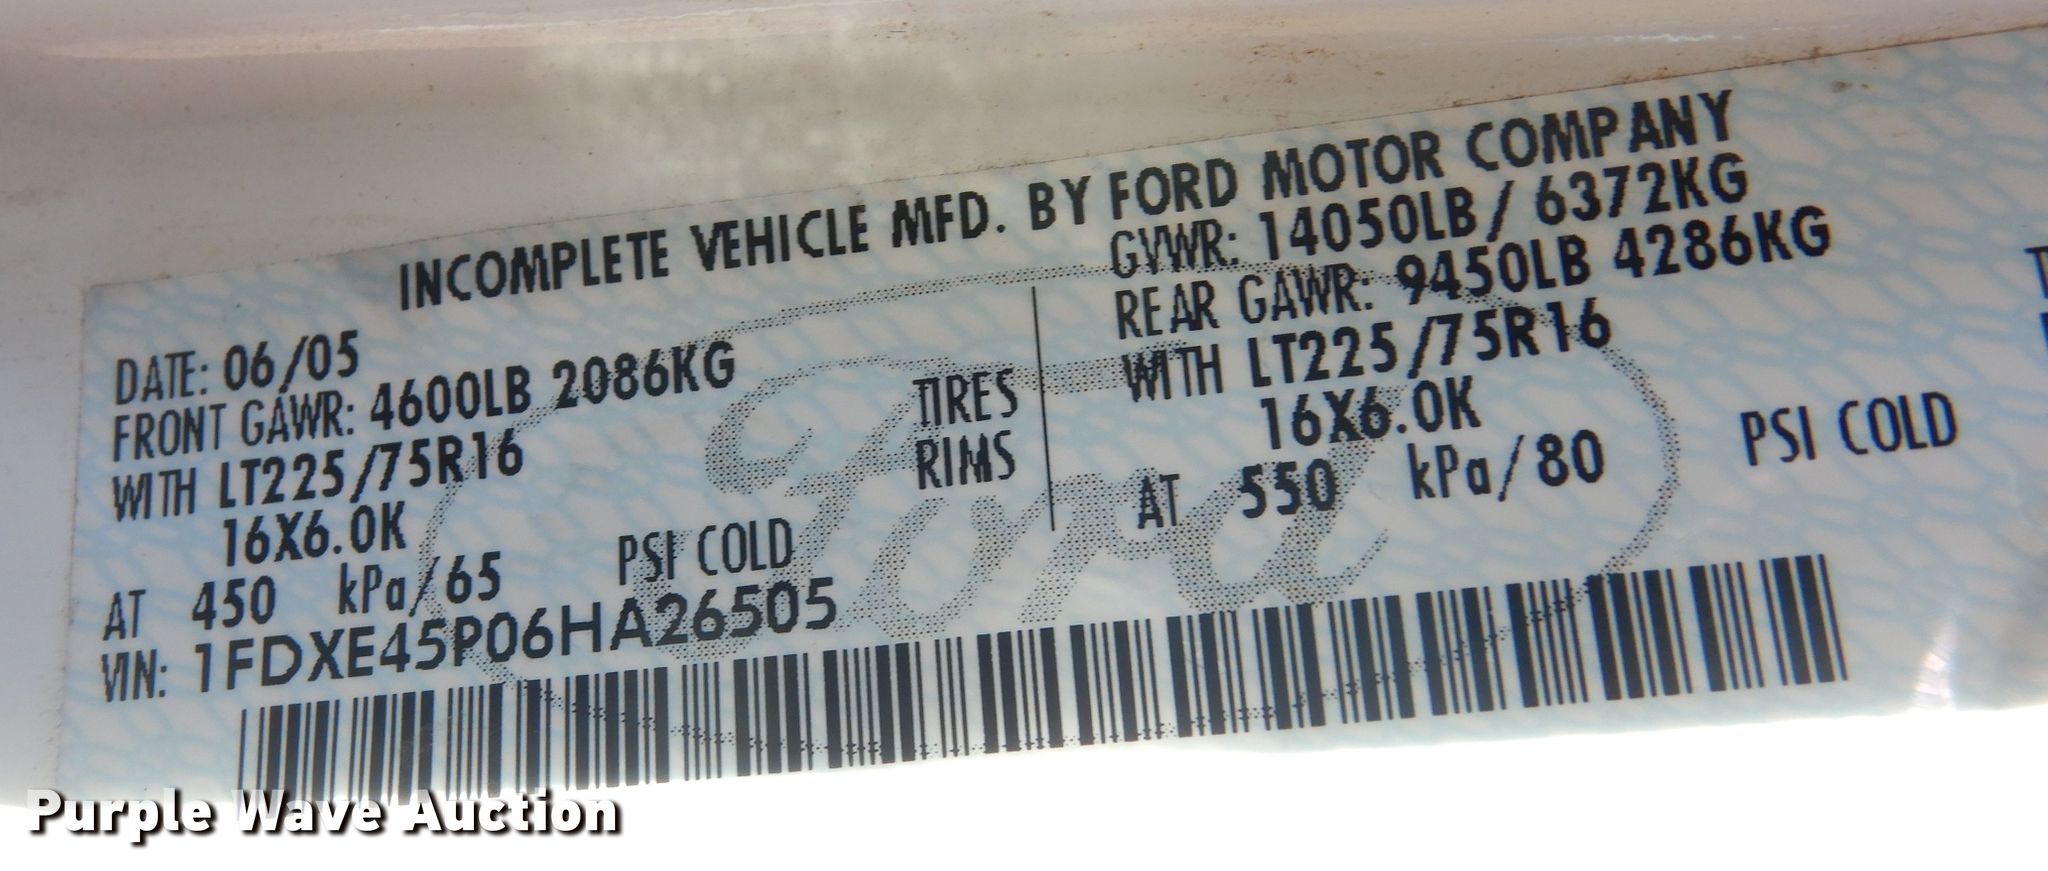 INCOMPLETE VEHICLE MFD. BY FORD MOTOR COMPANY
DATE: 06/05
GVWR: 14050LB/ 6372KG
FRONT GAWR: 4600LB 2086KG
REAR GAWR: 9450LB 4286KG
WITH LT225/75R16
TIRES
WITH LT225/75R16
16X6.0K
RIMS
16X6.0K
AT 450 kPa/65 PSI COLD
AT 550 kPa/80 PSI COLD
VIN: 1FDXE45P06HA26505
Ford
Purple Wave Auction